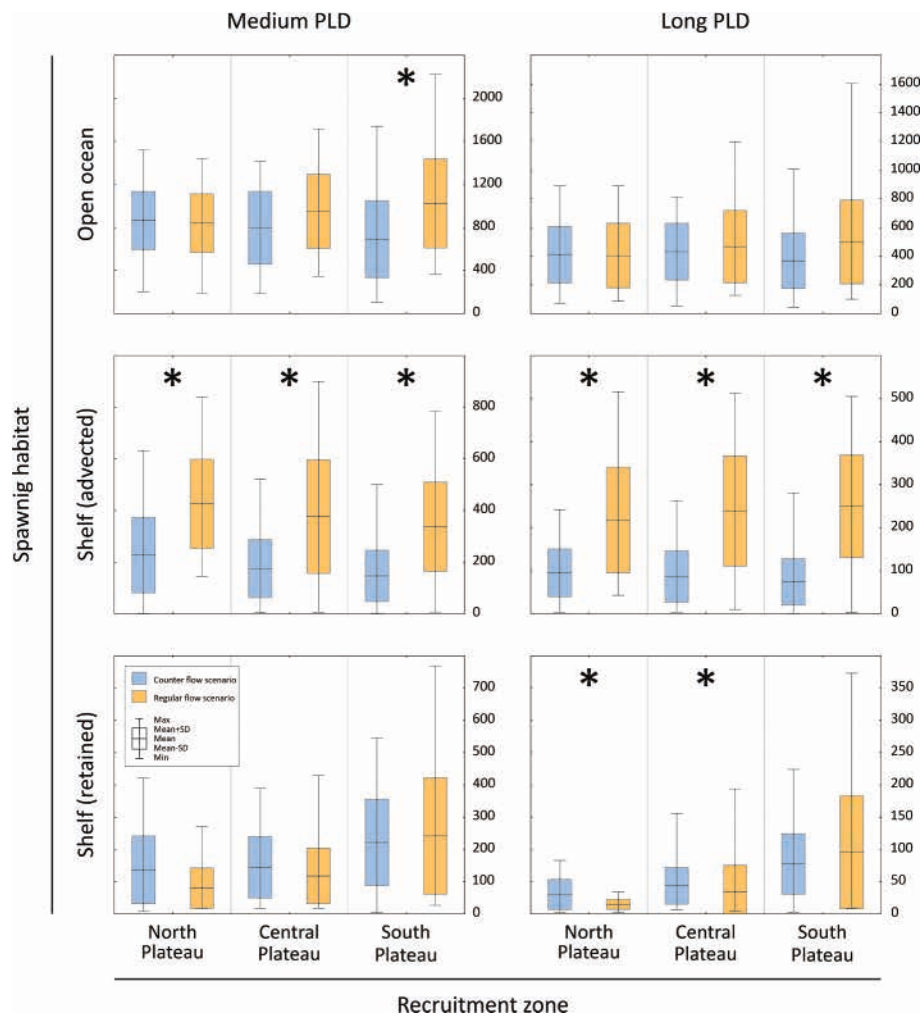 Medium PLD
Long PLD
Spawnig habitat
Open ocean
*
2000
1600
1200
800
400
0
1600
1400
1200
1000
800
600
400
200
0
Shelf (advected)
* * *
800
600
400
200
0
* * *
500
400
300
200
100
0
Shelf (retained)
Counter flow scenario
Regular flow scenario
Max
Mean+SD
Mean
Mean-SD
Min
700
600
500
400
300
200
100
0
* *
350
300
250
200
150
100
50
0
North Plateau
Central Plateau
South Plateau
North Plateau
Central Plateau
South Plateau
Recruitment zone